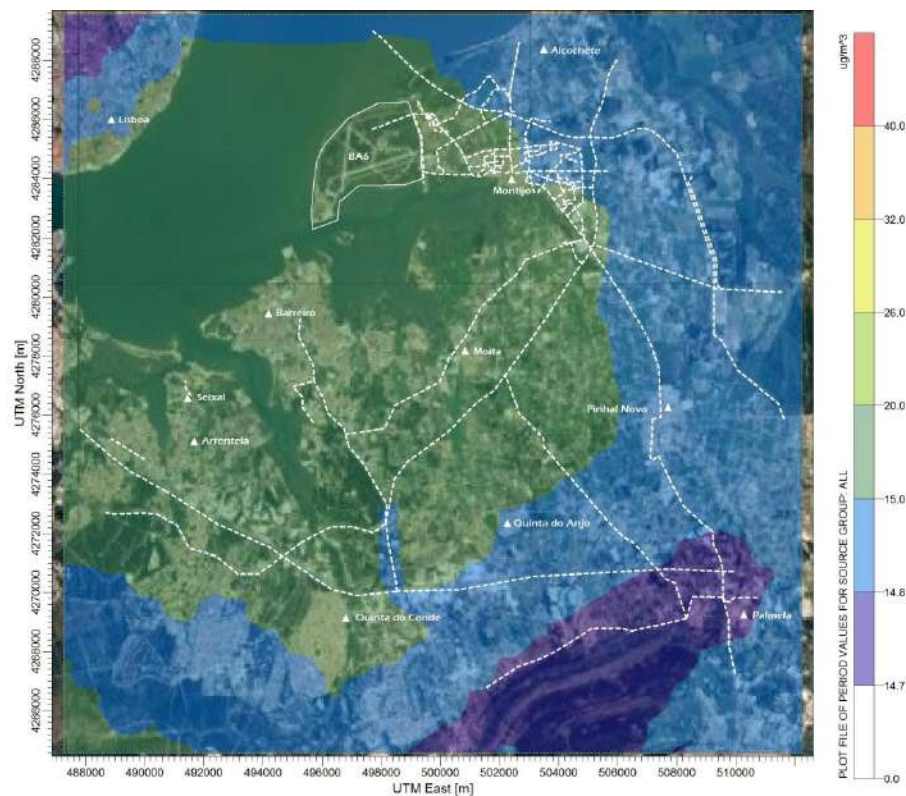 ug/m^3
40.0
32.0
26.0
20.0
15.0
14.8
14.7
0.0
PLOT FILE OF PERIOD VALUES FOR SOURCE GROUP: ALL
UTM North [m]
4288000
4286000
4284000
4282000
4280000
4278000
4276000
4274000
4272000
4270000
4268000
4266000
Alcochete
Lisboa
BA6
Montijo
Barreiro
Moita
Seixal
Pinhal Novo
Arrentela
Quinta do Anjo
Quinta do Conde
Palmela
488000 490000 492000 494000 496000 498000 500000 502000 504000 506000 508000 510000
UTM East [m]